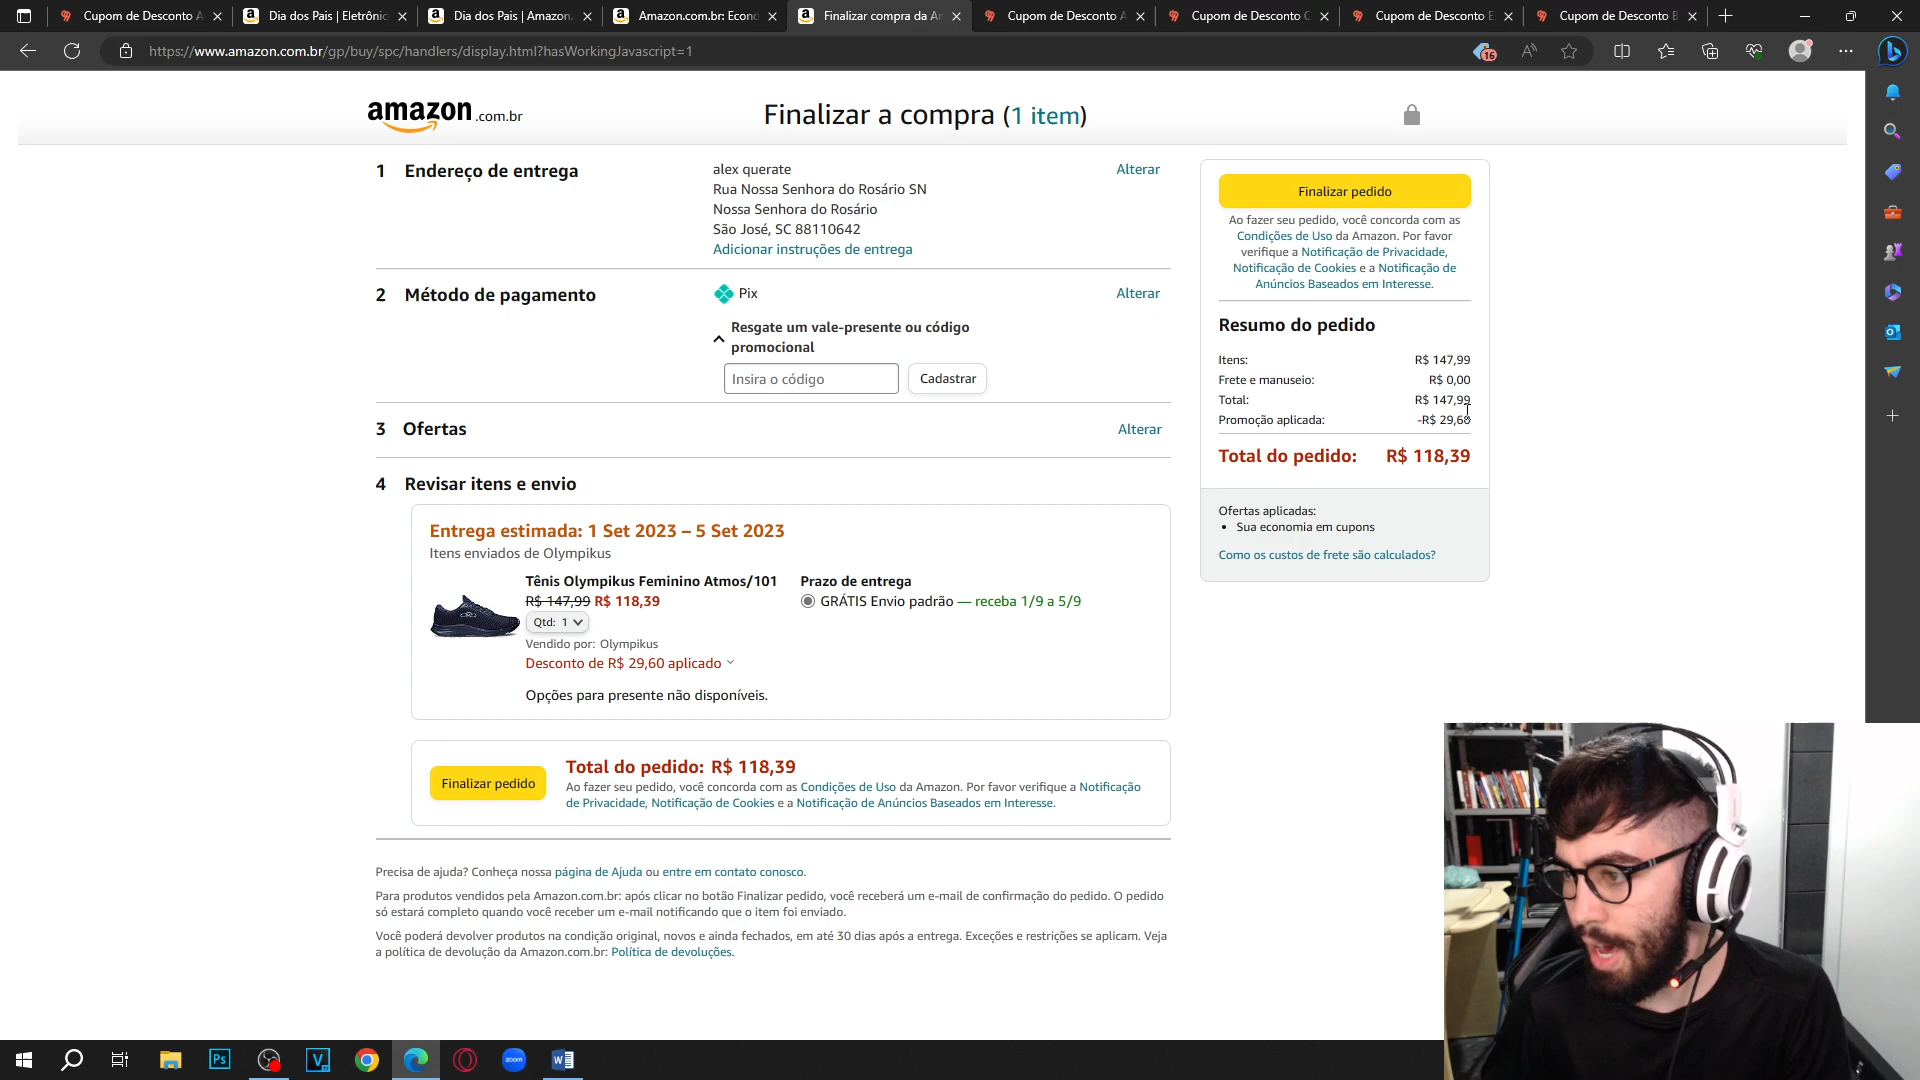 Cupom de Desconto A
Dia dos Pais | Eletrônic
Dia dos Pais | Amazon.
Amazon.com.br: Econo
Finalizar compra da Am
Cupom de Desconto A
Cupom de Desconto C
Cupom de Desconto E
Cupom de Desconto B
https://www.amazon.com.br/gp/buy/spc/handlers/display.html?hasWorkingJavascript=1
16
amazon.com.br
Finalizar a compra (1 item)
1 Endereço de entrega
alex querate
Rua Nossa Senhora do Rosário SN
Nossa Senhora do Rosário
São José, SC 88110642
Adicionar instruções de entrega
Alterar
2 Método de pagamento
Pix
Alterar
Resgate um vale-presente ou código
promocional
Insira o código
Cadastrar
3 Ofertas
Alterar
4 Revisar itens e envio
Entrega estimada: 1 Set 2023 – 5 Set 2023
Itens enviados de Olympikus
Tênis Olympikus Feminino Atmos/101
R$ 147,99 R$ 118,39
Qtd: 1
Vendido por: Olympikus
Desconto de R$ 29,60 aplicado
Opções para presente não disponíveis.
Prazo de entrega
GRÁTIS Envio padrão — receba 1/9 a 5/9
Finalizar pedido
Total do pedido: R$ 118,39
Ao fazer seu pedido, você concorda com as Condições de Uso da Amazon. Por favor verifique a Notificação
de Privacidade, Notificação de Cookies e a Notificação de Anúncios Baseados em Interesse.
Precisa de ajuda? Conheça nossa página de Ajuda ou entre em contato conosco.
Para produtos vendidos pela Amazon.com.br: após clicar no botão Finalizar pedido, você receberá um e-mail de confirmação do pedido. O pedido
só estará completo quando você receber um e-mail notificando que o item foi enviado.
Você poderá devolver produtos na condição original, novos e ainda fechados, em até 30 dias após a entrega. Exceções e restrições se aplicam. Veja
a política de devolução da Amazon.com.br: Política de devoluções.
Finalizar pedido
Ao fazer seu pedido, você concorda com as
Condições de Uso da Amazon. Por favor
verifique a Notificação de Privacidade,
Notificação de Cookies e a Notificação de
Anúncios Baseados em Interesse.
Resumo do pedido
Itens: R$ 147,99
Frete e manuseio: R$ 0,00
Total: R$ 147,99
Promoção aplicada: -R$ 29,60
Total do pedido: R$ 118,39
Ofertas aplicadas:
• Sua economia em cupons
Como os custos de frete são calculados?
Ps
V
zoom
W